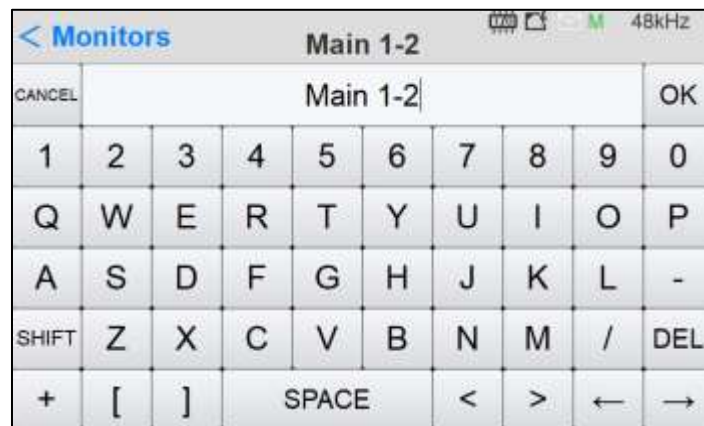 < Monitors Main 1-2 M 48kHz
CANCEL Main 1-2 OK
1 2 3 4 5 6 7 8 9 0
Q W E R T Y U I O P
A S D F G H J K L -
SHIFT Z X C V B N M / DEL
+ [ ] SPACE < > ← →